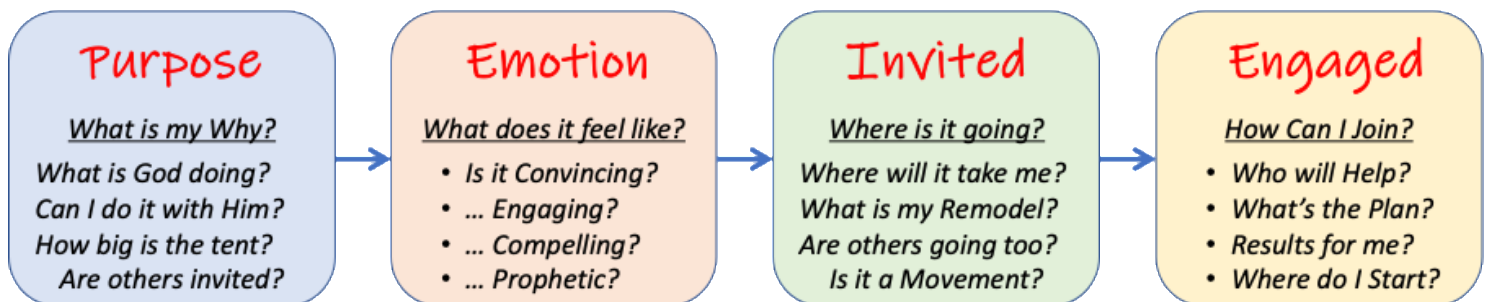 Purpose
What is my Why?
What is God doing?
Can I do it with Him?
How big is the tent?
Are others invited?
Emotion
What does it feel like?
• Is it Convincing?
• ... Engaging?
• ... Compelling?
• ... Prophetic?
Invited
Where is it going?
Where will it take me?
What is my Remodel?
Are others going too?
Is it a Movement?
Engaged
How Can I Join?
• Who will Help?
• What's the Plan?
• Results for me?
• Where do I Start?